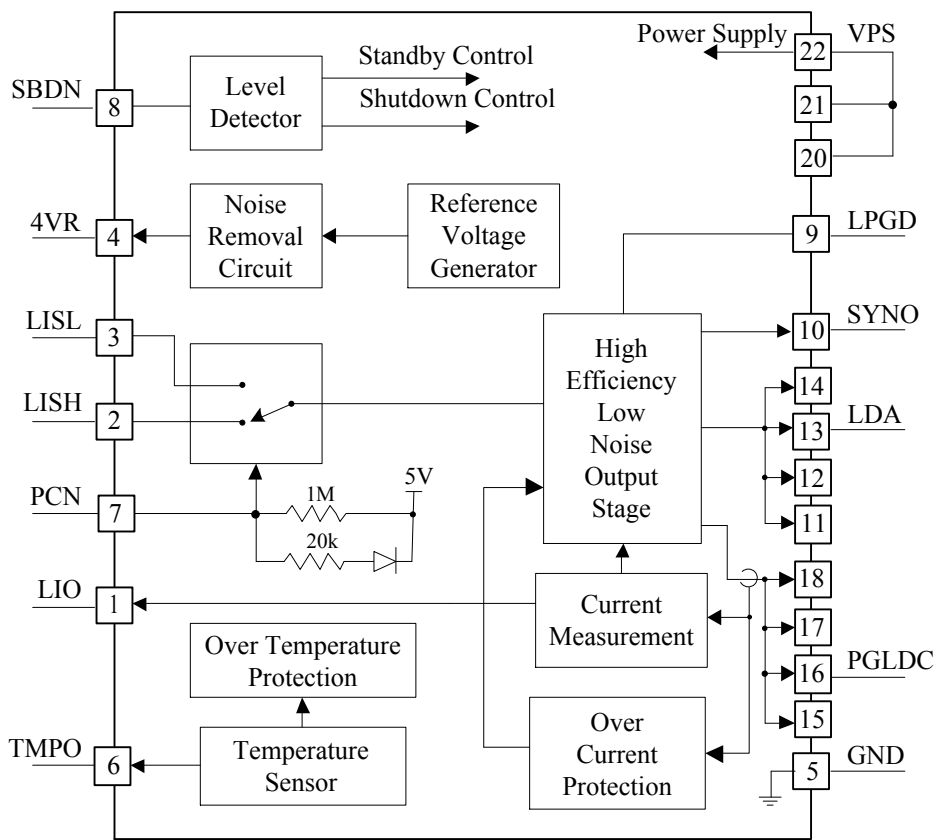 Power Supply
22
VPS
SBDN
8
Level
Detector
Standby Control
Shutdown Control
21
20
4VR
4
Noise
Removal
Circuit
Reference
Voltage
Generator
9
LPGD
LISL
3
LISH
2
High
Efficiency
Low
Noise
Output
Stage
10
SYNO
14
13
LDA
12
11
PCN
7
1M
5V
20k
LIO
1
Current
Measurement
18
17
16
PGLDC
15
Over Temperature
Protection
TMPO
6
Temperature
Sensor
Over
Current
Protection
5
GND